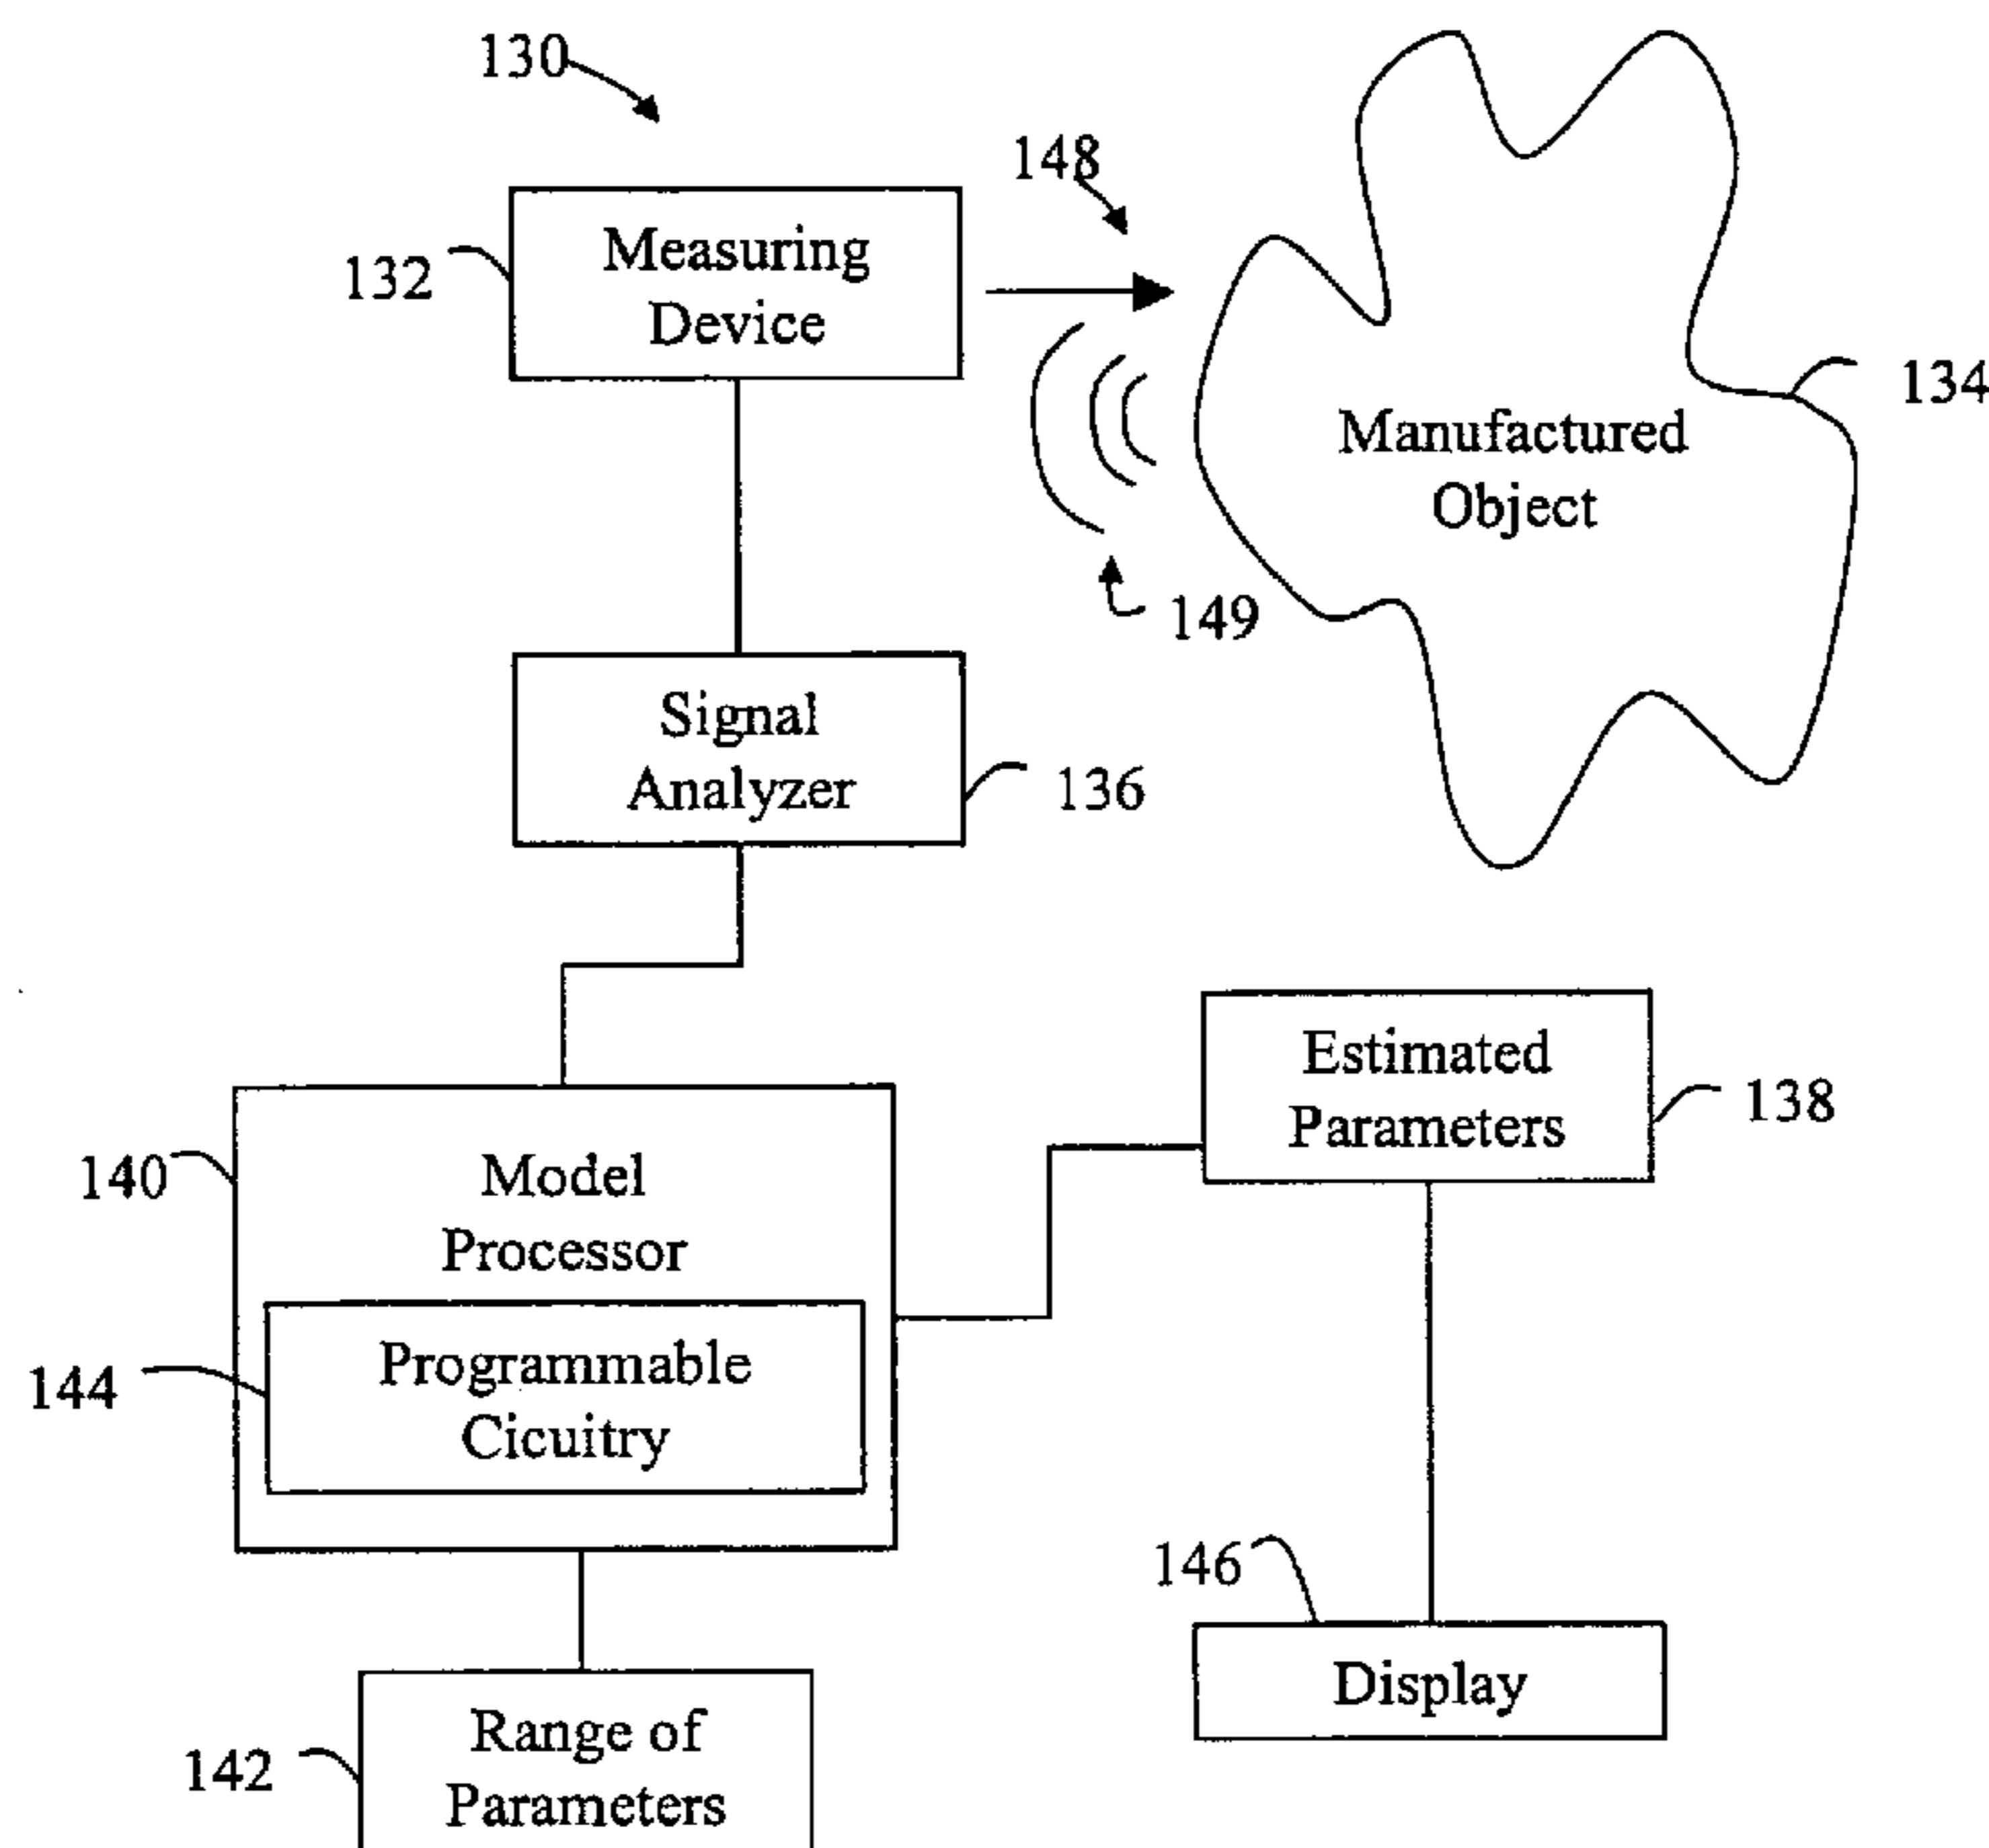 130
148
Measuring
Device
132
134
Manufactured
Object
149
Signal
Analyzer
136
Estimated
Parameters
138
140
Model
Processor
144
Programmable
Cicuitry
146
Display
142
Range of
Parameters